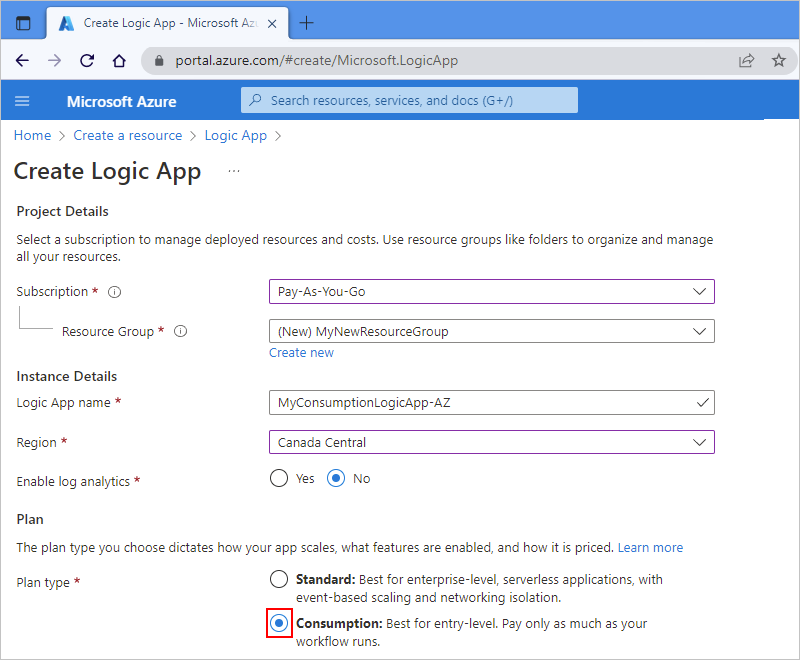 Create Logic App - Microsoft Az
portal.azure.com/#create/Microsoft.LogicApp
Microsoft Azure
Search resources, services, and docs (G+/)
Home > Create a resource > Logic App >
Create Logic App ...
Project Details
Select a subscription to manage deployed resources and costs. Use resource groups like folders to organize and manage
all your resources.
Subscription * Pay-As-You-Go
Resource Group * (New) MyNewResourceGroup
Create new
Instance Details
Logic App name * MyConsumptionLogicApp-AZ
Region * Canada Central
Enable log analytics * Yes No
Plan
The plan type you choose dictates how your app scales, what features are enabled, and how it is priced. Learn more
Plan type * Standard: Best for enterprise-level, serverless applications, with
event-based scaling and networking isolation.
Consumption: Best for entry-level. Pay only as much as your
workflow runs.